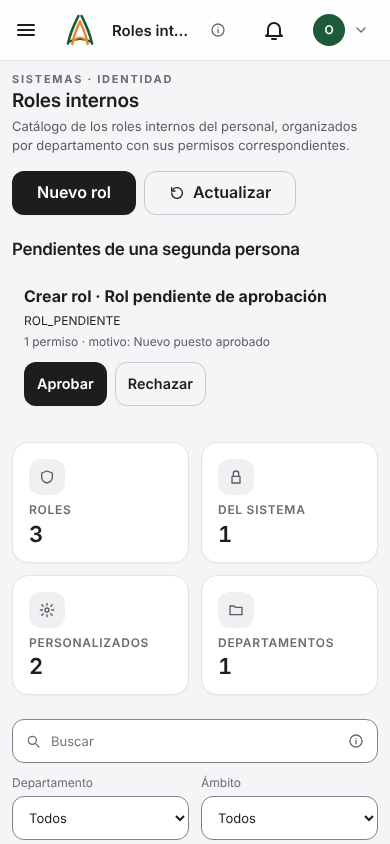 Roles int...
O
SISTEMAS · IDENTIDAD
Roles internos
Catálogo de los roles internos del personal, organizados
por departamento con sus permisos correspondientes.
Nuevo rol
Actualizar
Pendientes de una segunda persona
Crear rol · Rol pendiente de aprobación
ROL_PENDIENTE
1 permiso · motivo: Nuevo puesto aprobado
Aprobar
Rechazar
ROLES
3
DEL SISTEMA
1
PERSONALIZADOS
2
DEPARTAMENTOS
1
Buscar
Departamento
Ámbito
Todos
Todos